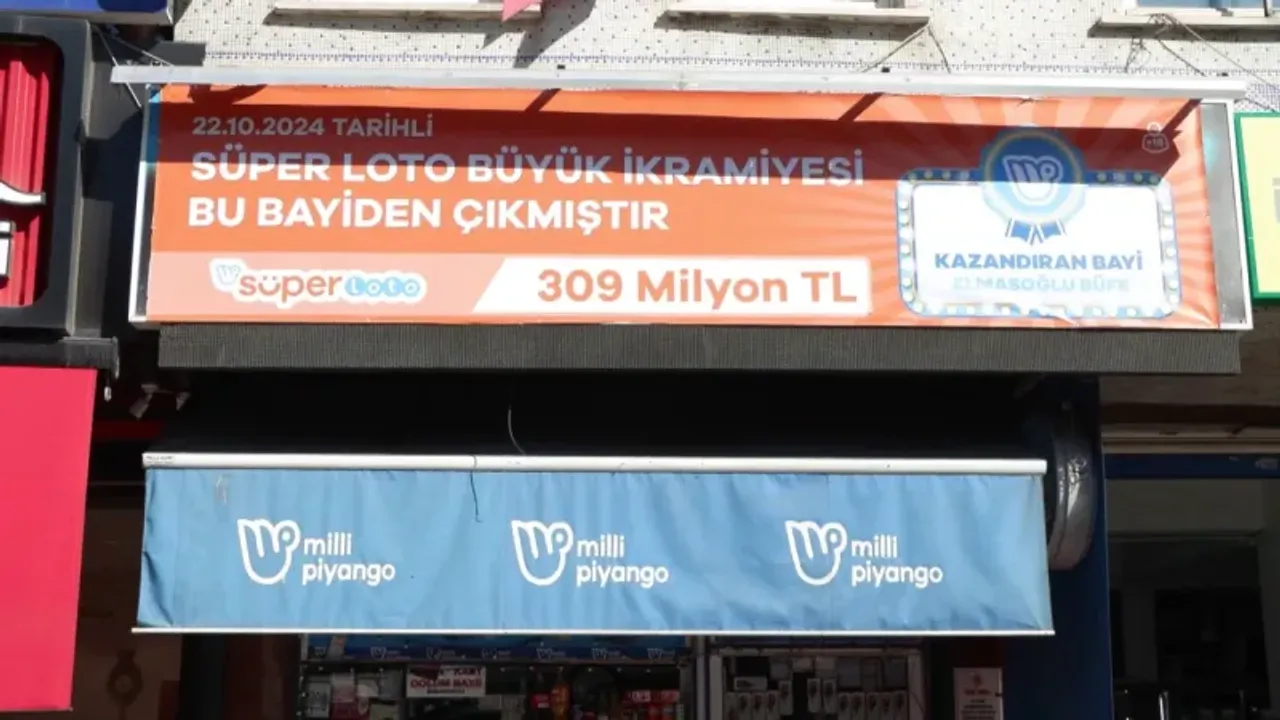 22.10.2024 TARİHLİ
SÜPER LOTO BÜYÜK İKRAMİYESİ
BU BAYİDEN ÇIKMIŞTIR
süper loto
309 Milyon TL
+18
KAZANDIRAN BAYİ
ELMASOĞLU BÜFE
milli
piyango
milli
piyango
milli
piyango